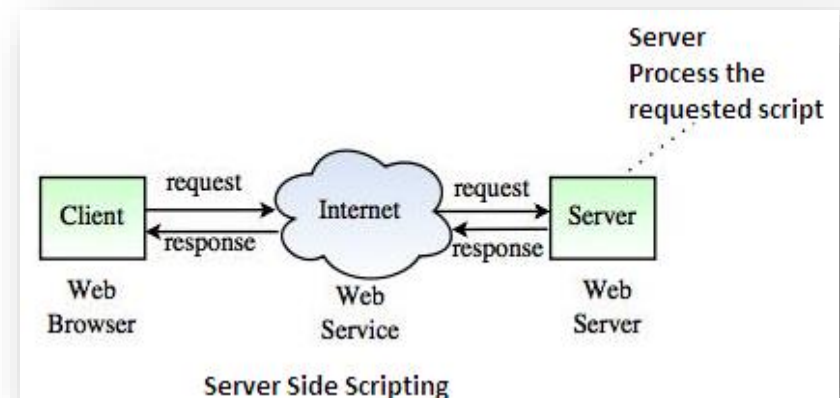 Server
Process the
requested script
request
request
Client
Internet
Server
response
response
Web
Browser
Web
Service
Web
Server
Server Side Scripting